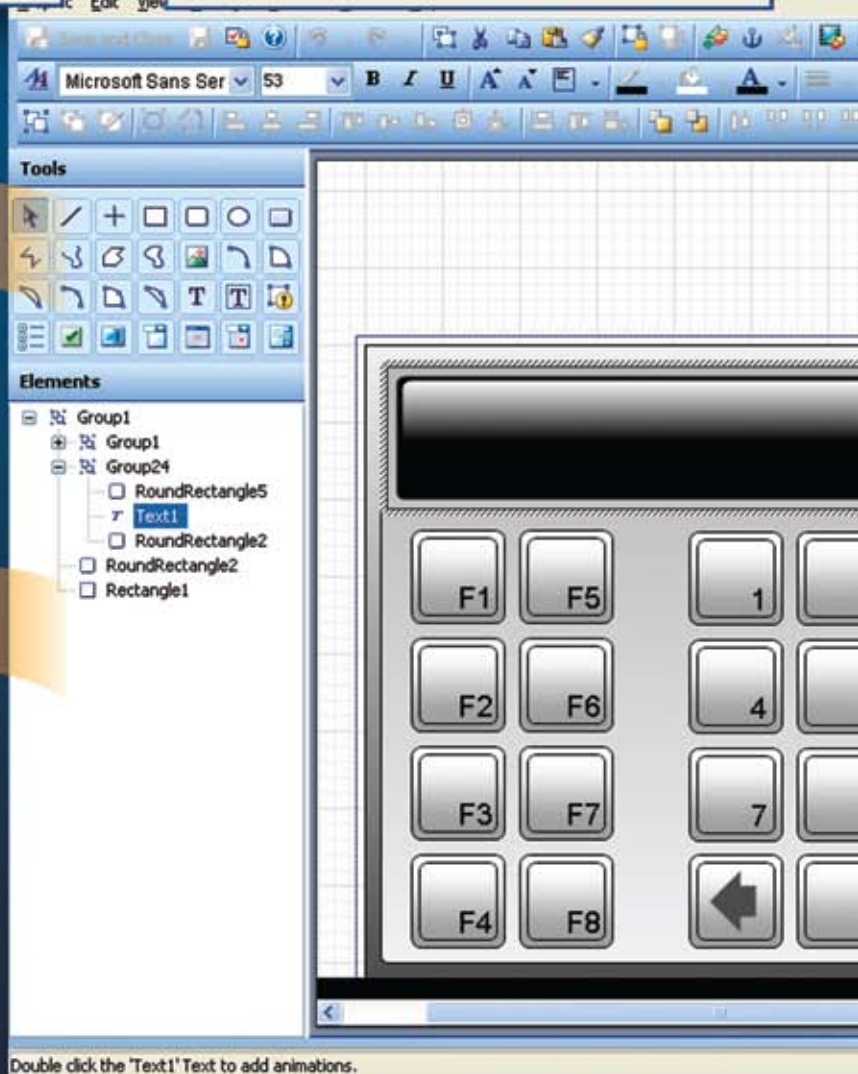 Edit View
Save and Close
Microsoft Sans Ser 53 B I U A A A
Tools
T T
Elements
Group1
Group1
Group24
RoundRectangle5
T Text1
RoundRectangle2
RoundRectangle2
Rectangle1
F1 F5 1
F2 F6 4
F3 F7 7
F4 F8
Double click the 'Text1' Text to add animations.